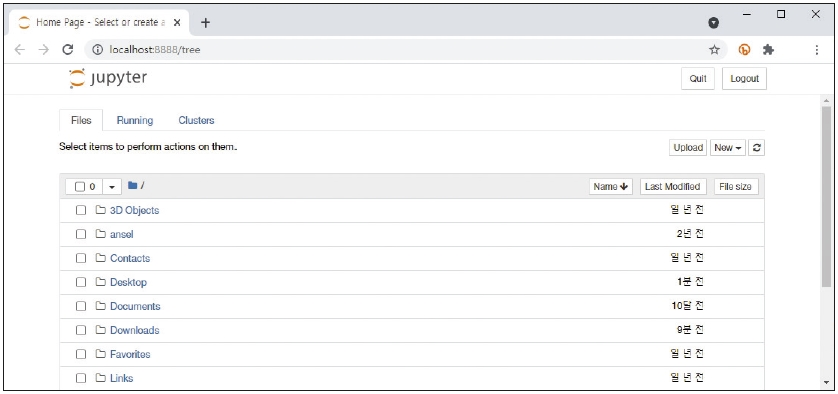 Home Page - Select or create a
localhost:8888/tree
jupyter
Quit Logout
Files Running Clusters
Select items to perform actions on them.
Upload New
0 / Name Last Modified File size
3D Objects 일 년 전
ansel 2년 전
Contacts 일 년 전
Desktop 1분 전
Documents 10달 전
Downloads 9분 전
Favorites 일 년 전
Links 일 년 전